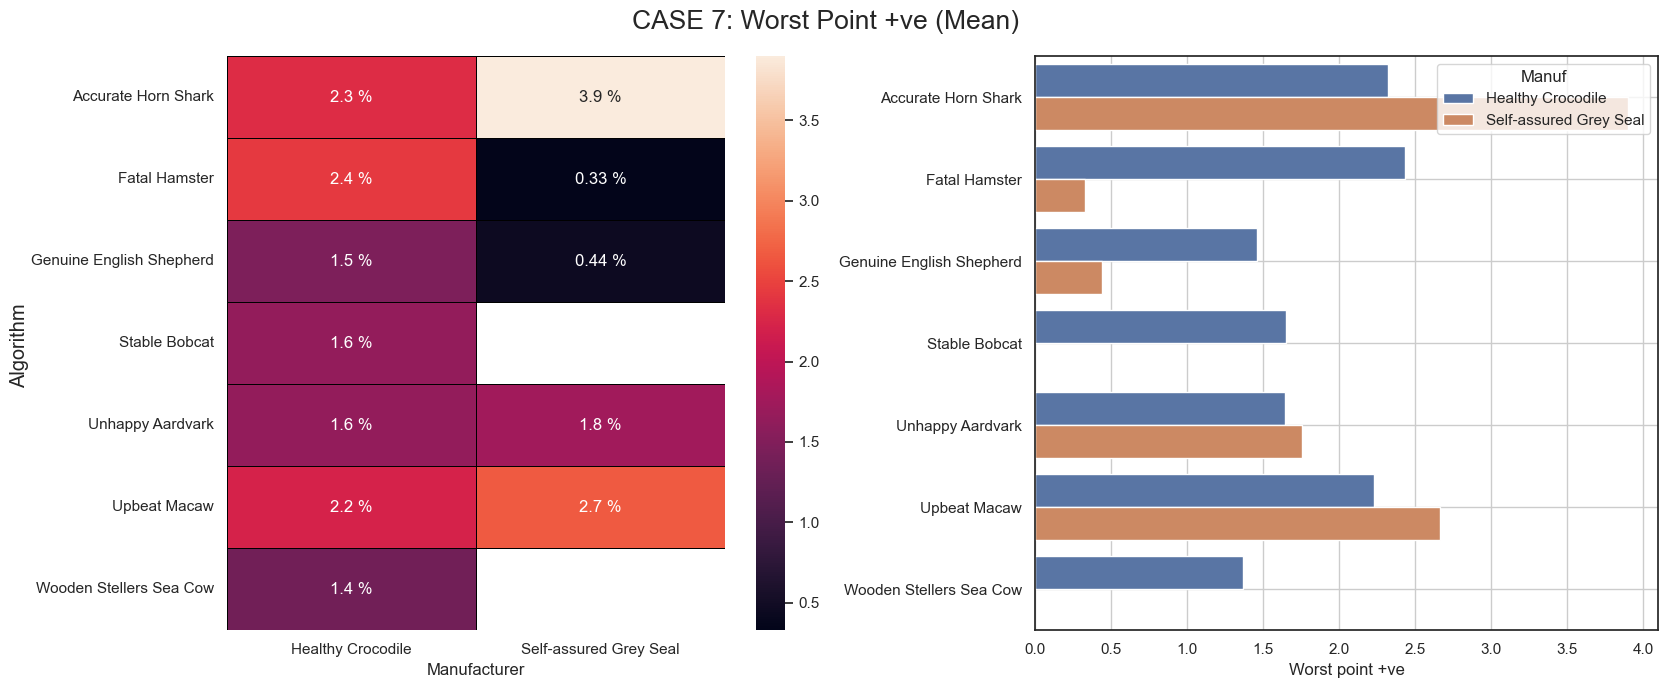 CASE 7: Worst Point +ve (Mean)
Algorithm
Accurate Horn Shark
Fatal Hamster
Genuine English Shepherd
Stable Bobcat
Unhappy Aardvark
Upbeat Macaw
Wooden Stellers Sea Cow
2.3 %
3.9 %
2.4 %
0.33 %
1.5 %
0.44 %
1.6 %
1.6 %
1.8 %
2.2 %
2.7 %
1.4 %
Healthy Crocodile
Self-assured Grey Seal
Manufacturer
3.5
3.0
2.5
2.0
1.5
1.0
0.5
Accurate Horn Shark
Fatal Hamster
Genuine English Shepherd
Stable Bobcat
Unhappy Aardvark
Upbeat Macaw
Wooden Stellers Sea Cow
Manuf
Healthy Crocodile
Self-assured Grey Seal
0.0
0.5
1.0
1.5
2.0
2.5
3.0
3.5
4.0
Worst point +ve